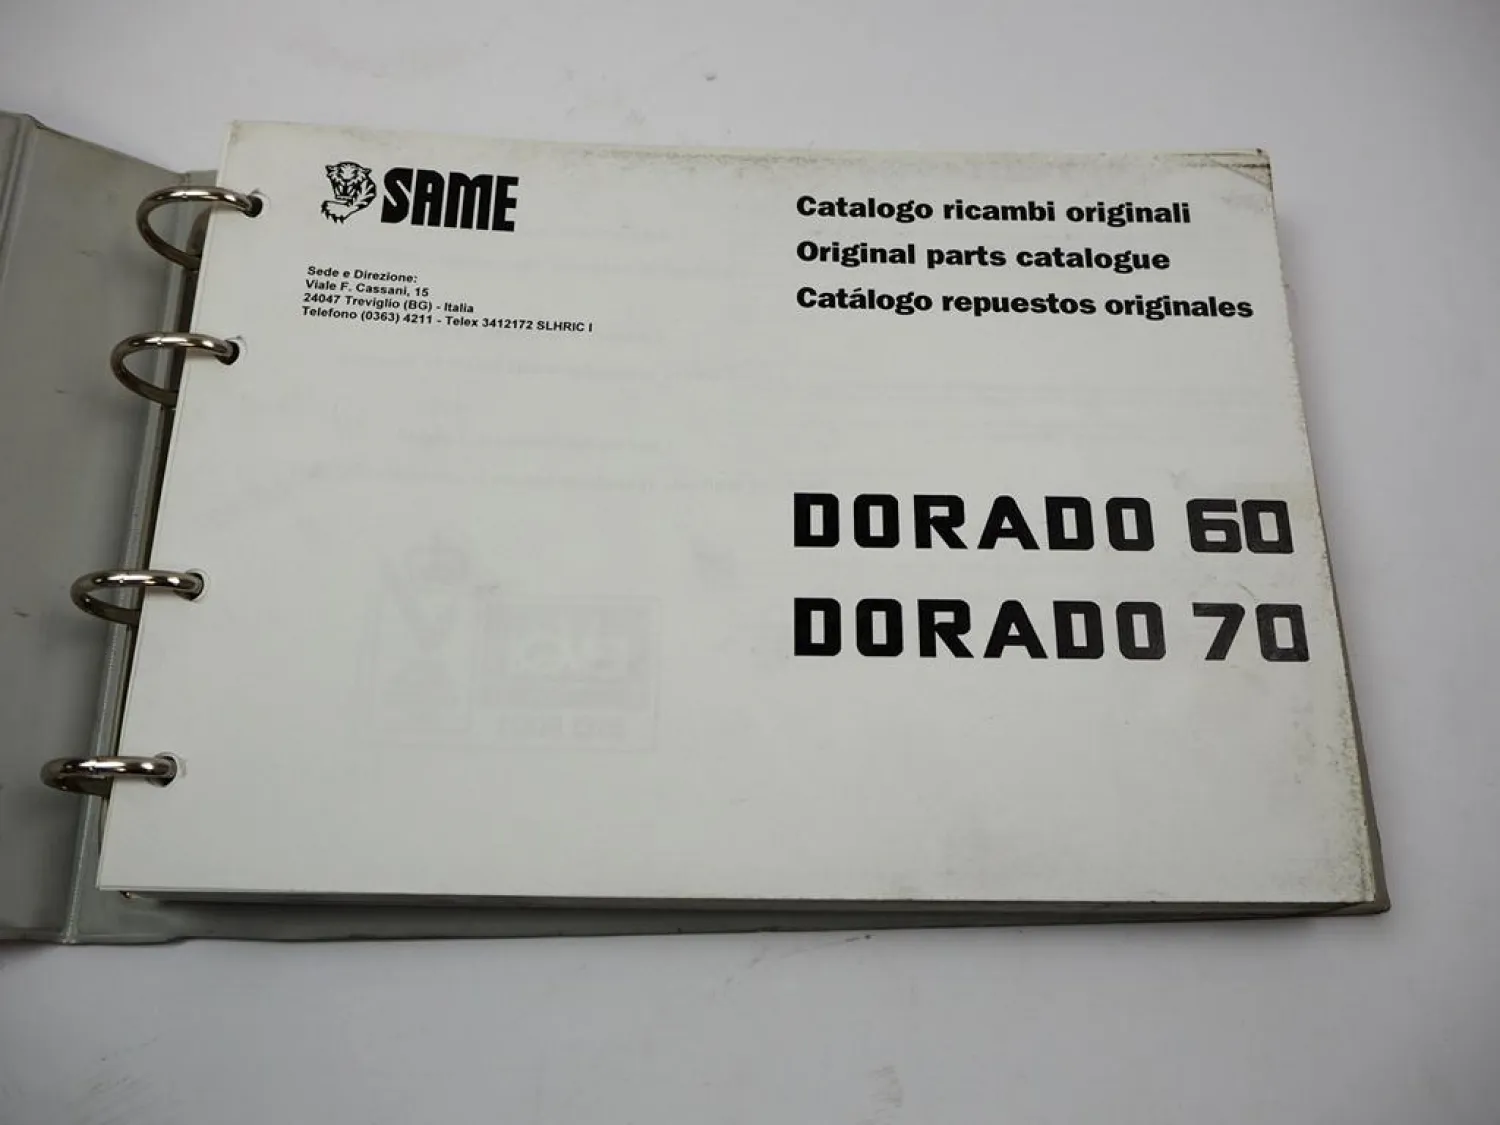 SAME
Sede e Direzione:
Viale F. Cassani, 15
24047 Treviglio (BG) - Italia
Telefono (0363) 4211 - Telex 3412172 SLHRIC I
Catalogo ricambi originali
Original parts catalogue
Catálogo repuestos originales
DORADO 60
DORADO 70